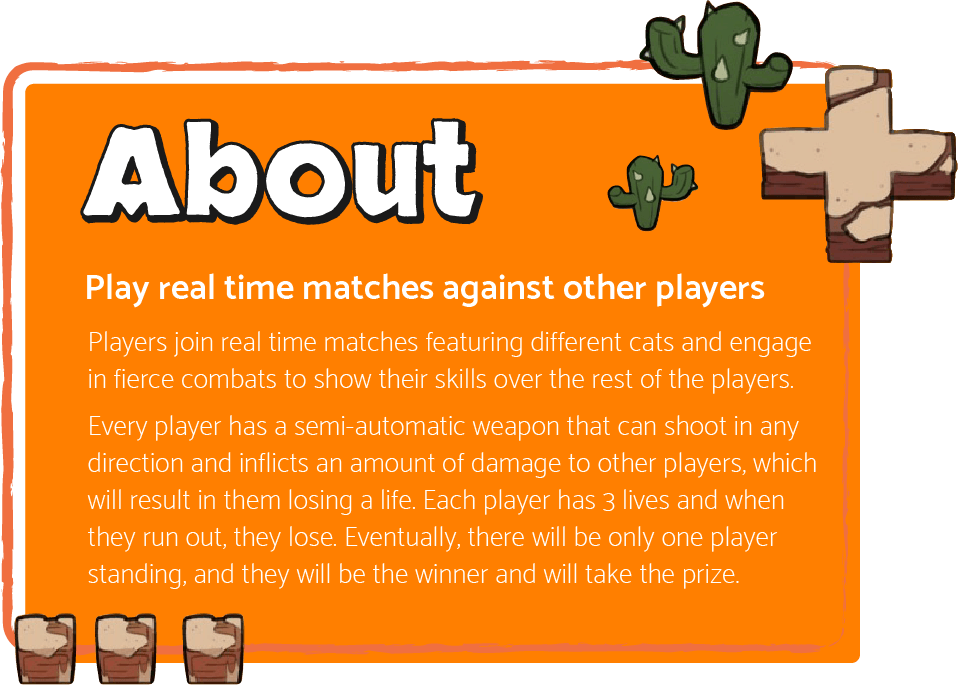 About
Play real time matches against other players
Players join real time matches featuring different cats and engage
in fierce combats to show their skills over the rest of the players.
Every player has a semi-automatic weapon that can shoot in any
direction and inflicts an amount of damage to other players, which
will result in them losing a life. Each player has 3 lives and when
they run out, they lose. Eventually, there will be only one player
standing, and they will be the winner and will take the prize.